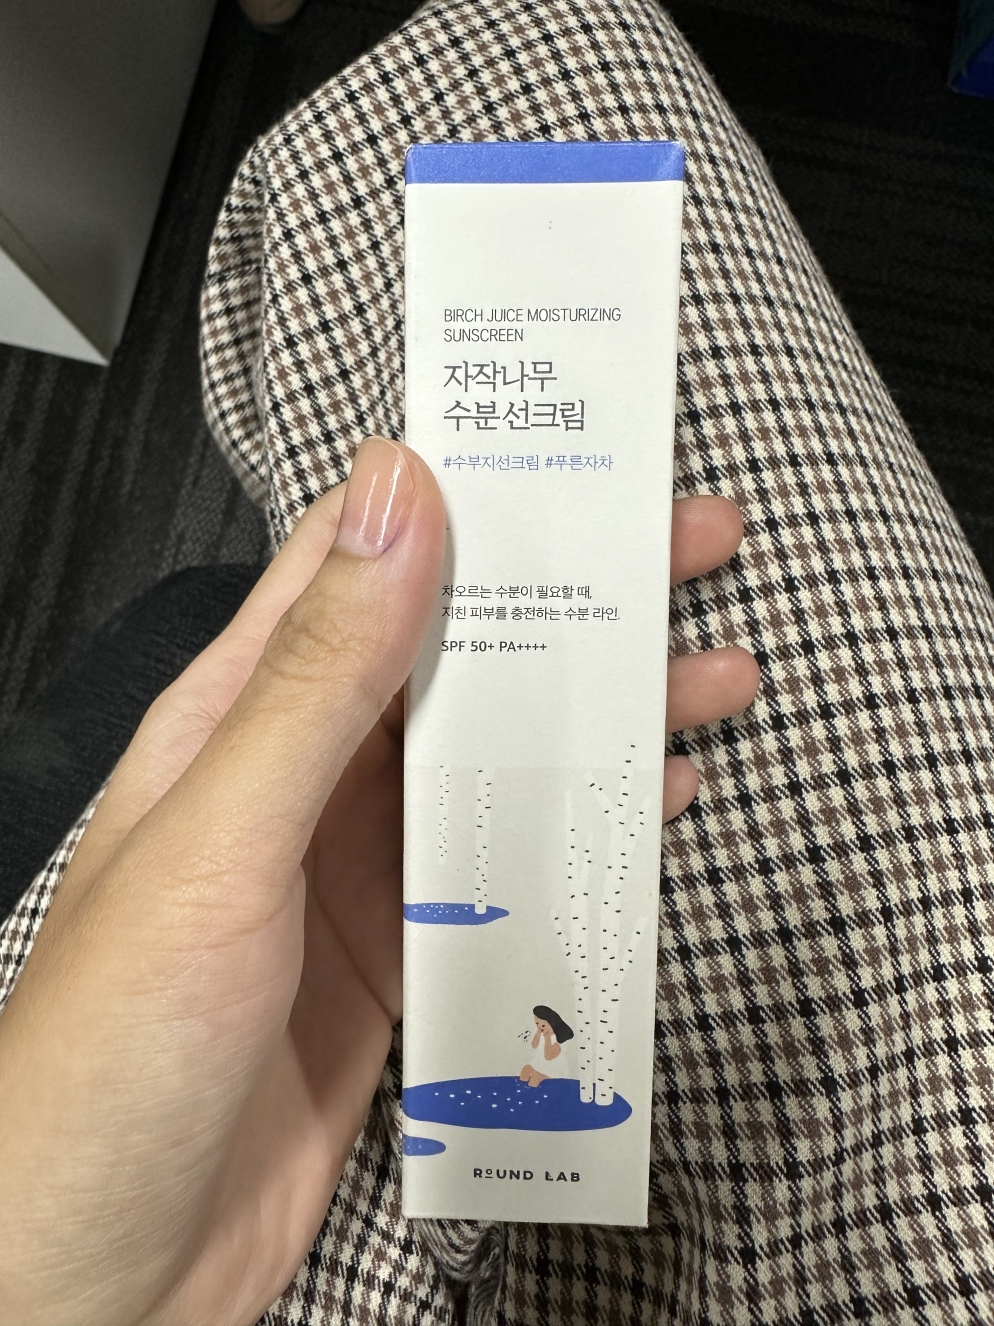 BIRCH JUICE MOISTURIZING
SUNSCREEN
자작나무
수분선크림
#수부지선크림 #푸른자차
차오르는 수분이 필요할 때,
지친 피부를 충전하는 수분 라인.
SPF 50+ PA++++
ROUND LAB